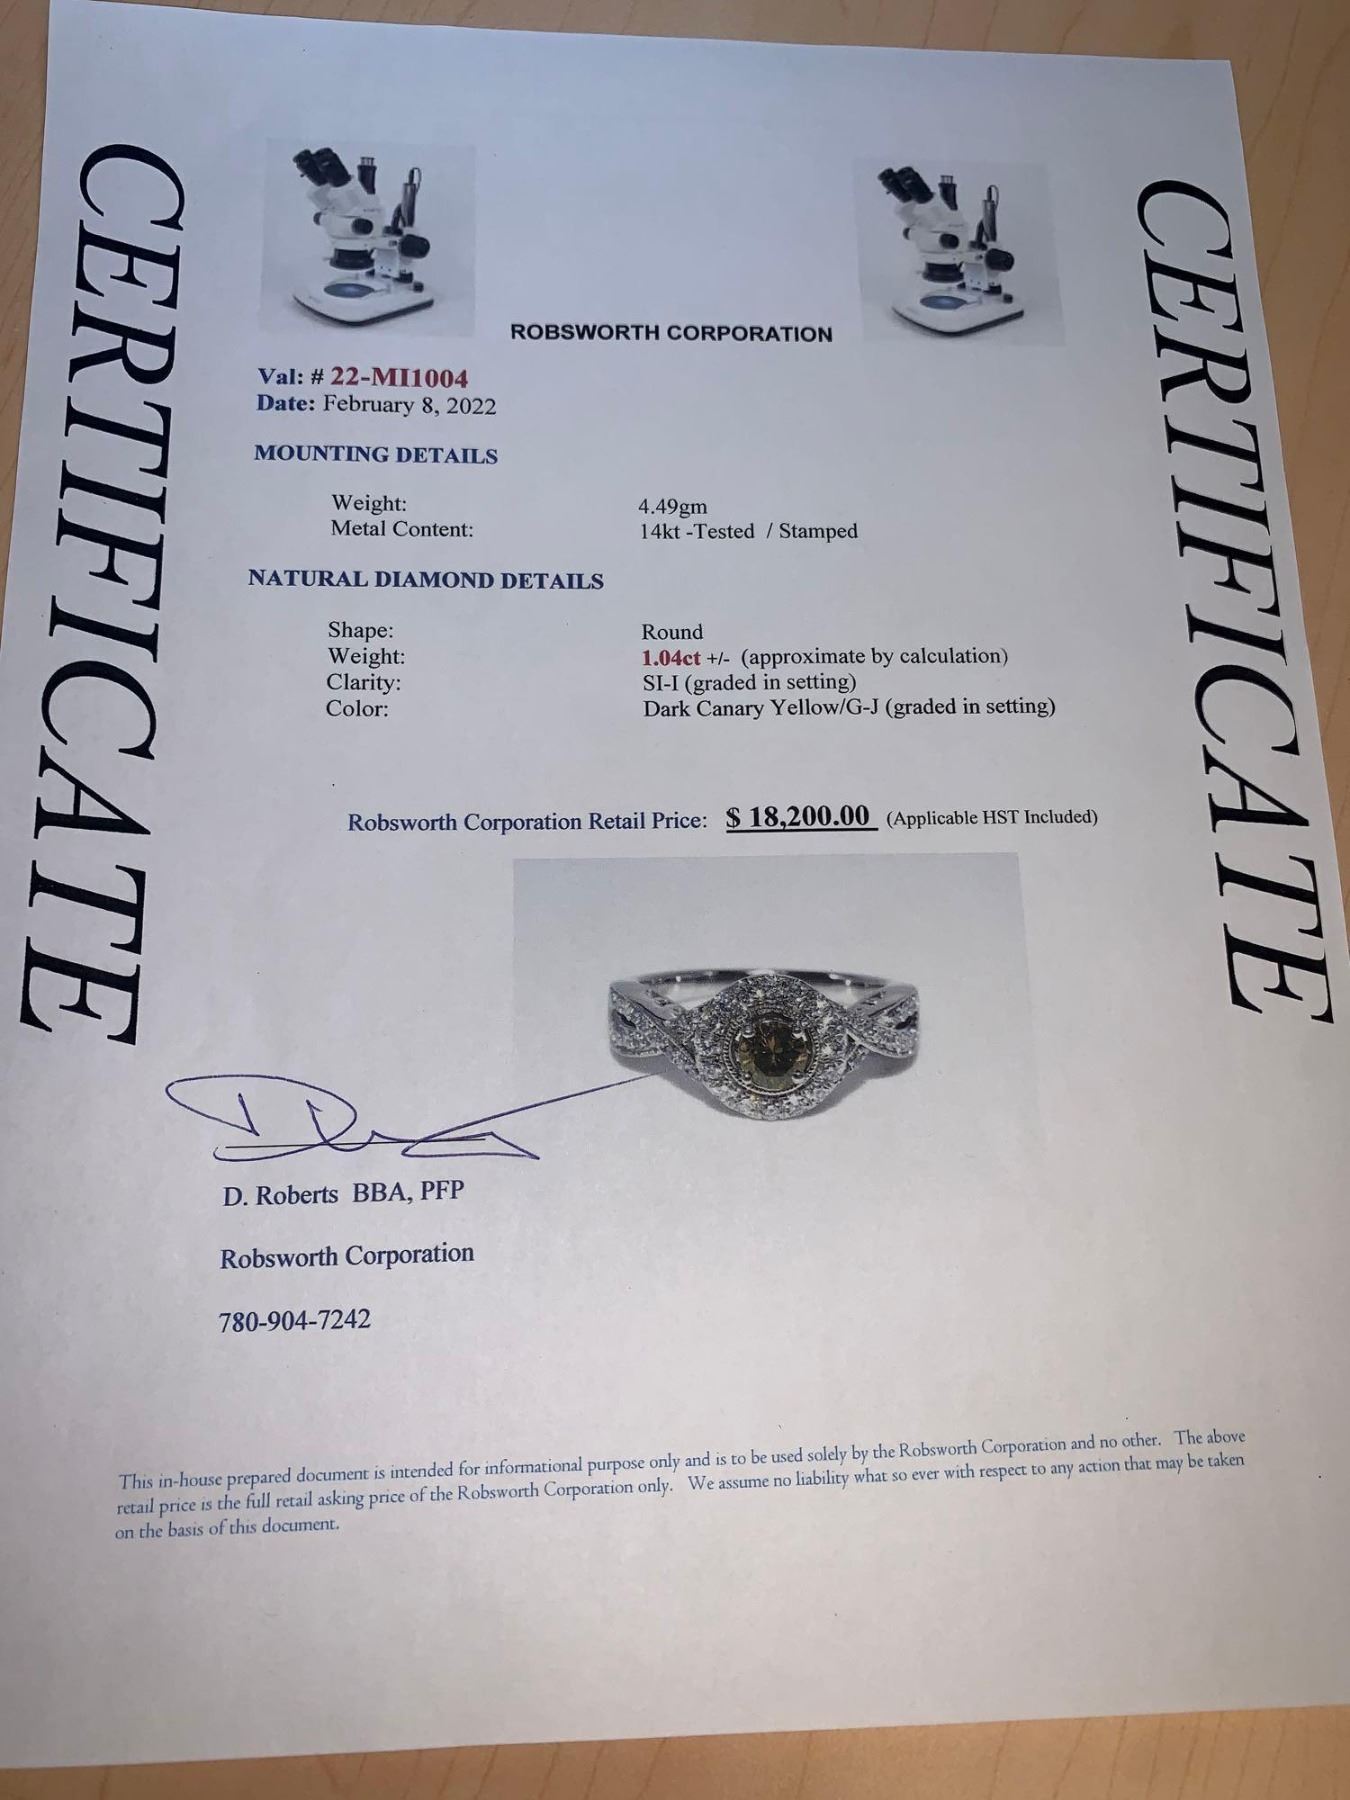 CERTIFICATE
CERTIFICATE
ROBSWORTH CORPORATION
Val: # 22-MI1004
Date: February 8, 2022
MOUNTING DETAILS
Weight: 4.49gm
Metal Content: 14kt -Tested / Stamped
NATURAL DIAMOND DETAILS
Shape: Round
Weight: 1.04ct +/- (approximate by calculation)
Clarity: SI-I (graded in setting)
Color: Dark Canary Yellow/G-J (graded in setting)
Robsworth Corporation Retail Price: $ 18,200.00 (Applicable HST Included)
D. Roberts BBA, PFP
Robsworth Corporation
780-904-7242
This in-house prepared document is intended for informational purpose only and is to be used solely by the Robsworth Corporation and no other. The above
retail price is the full retail asking price of the Robsworth Corporation only. We assume no liability what so ever with respect to any action that may be taken
on the basis of this document.